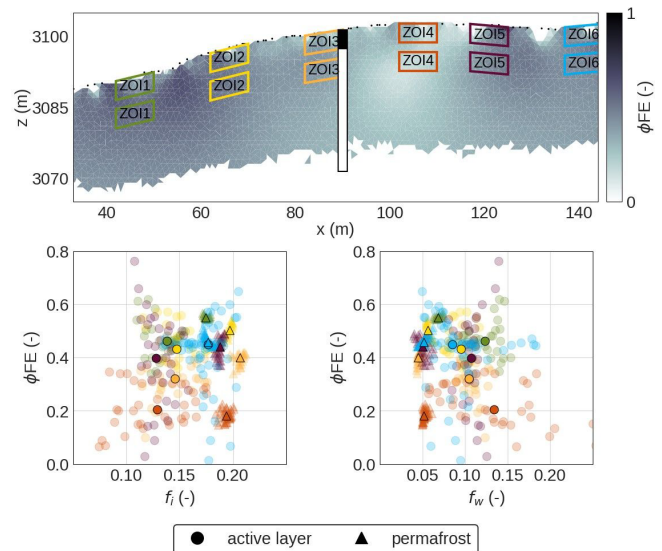 3100
3085
3070
z (m)
ZOI1
ZOI2
ZOI3
ZOI4
ZOI5
ZOI6
ZOI1
ZOI2
ZOI3
ZOI4
ZOI5
ZOI6
40 60 80 100 120 140
x (m)
1
0
ϕFE (-)
0.8
0.6
0.4
0.2
0.0
ϕFE (-)
0.10 0.15 0.20
f_i (-)
0.8
0.6
0.4
0.2
0.0
ϕFE (-)
0.05 0.10 0.15 0.20
f_w (-)
active layer permafrost